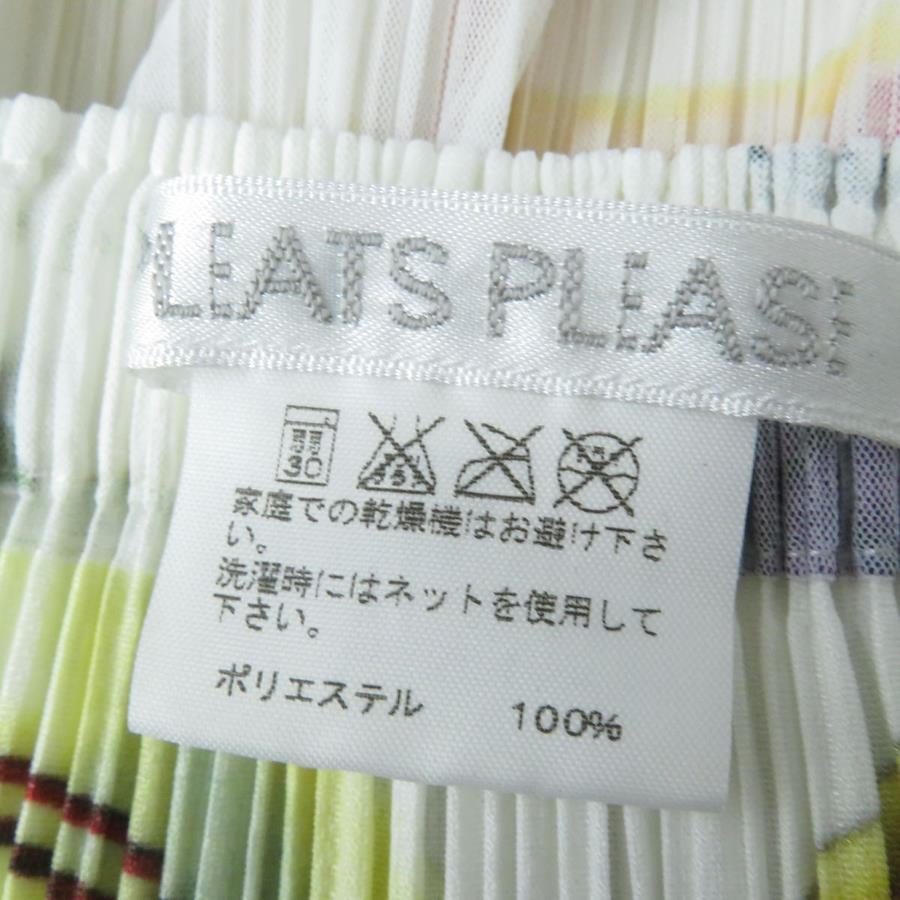 PLEATS PLEASE
30
家庭での乾燥機はお避け下さ
い。
洗濯時にはネットを使用して
下さい。
ポリエステル 100%